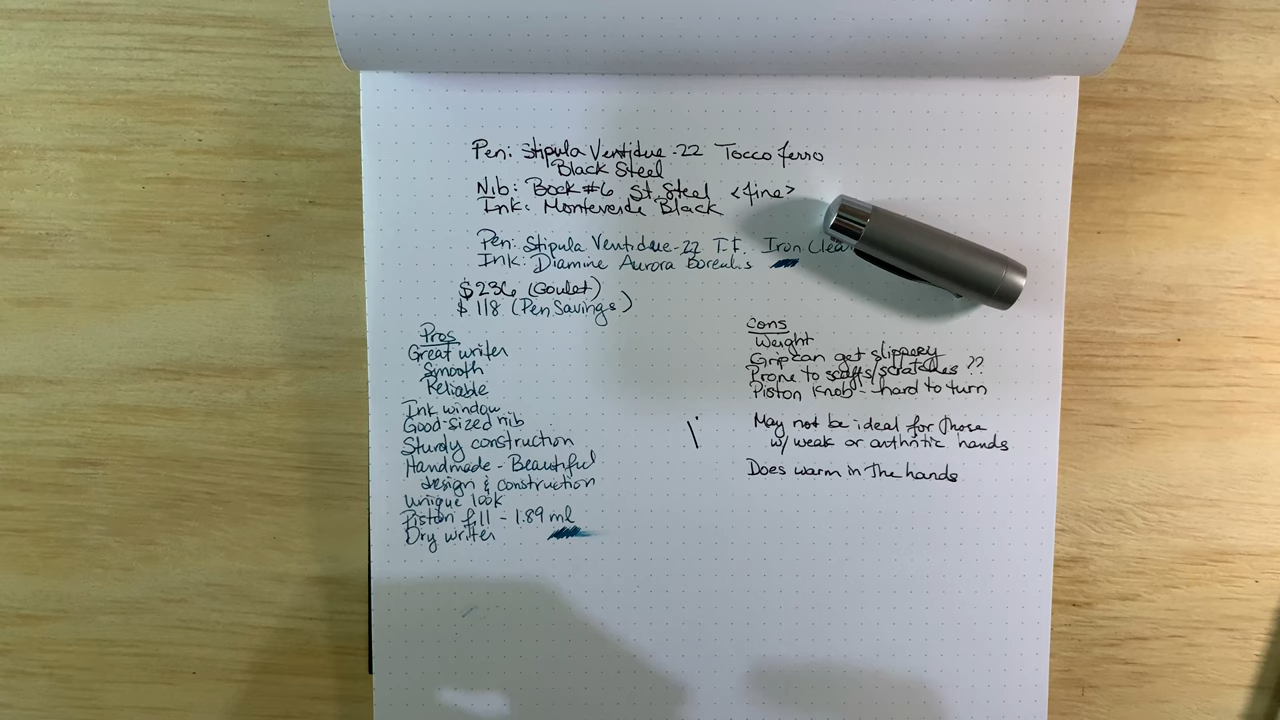 Pen: Stipula Ventidue-22 Tocco ferro
Black Steel
Nib: Bock #6 St. Steel <fine>
Ink: Monteverde Black
Pen: Stipula Ventidue-22 T.F. Iron
Ink: Diamine Aurora Borealis
$236 (Goulet)
$118 (Pen Savings)
Pros
Great writer
Smooth
Reliable
Ink window
Good-sized nib
Sturdy construction
Handmade - Beautiful
design & construction
Unique look
Piston fill - 1.89 ml
Dry writer
Cons
Weight
Grip can get slippery
Prone to scuffs/scratches ??
Piston Knob - hard to turn
May not be ideal for those
w/ weak or arthritic hands
Does warm in the hands